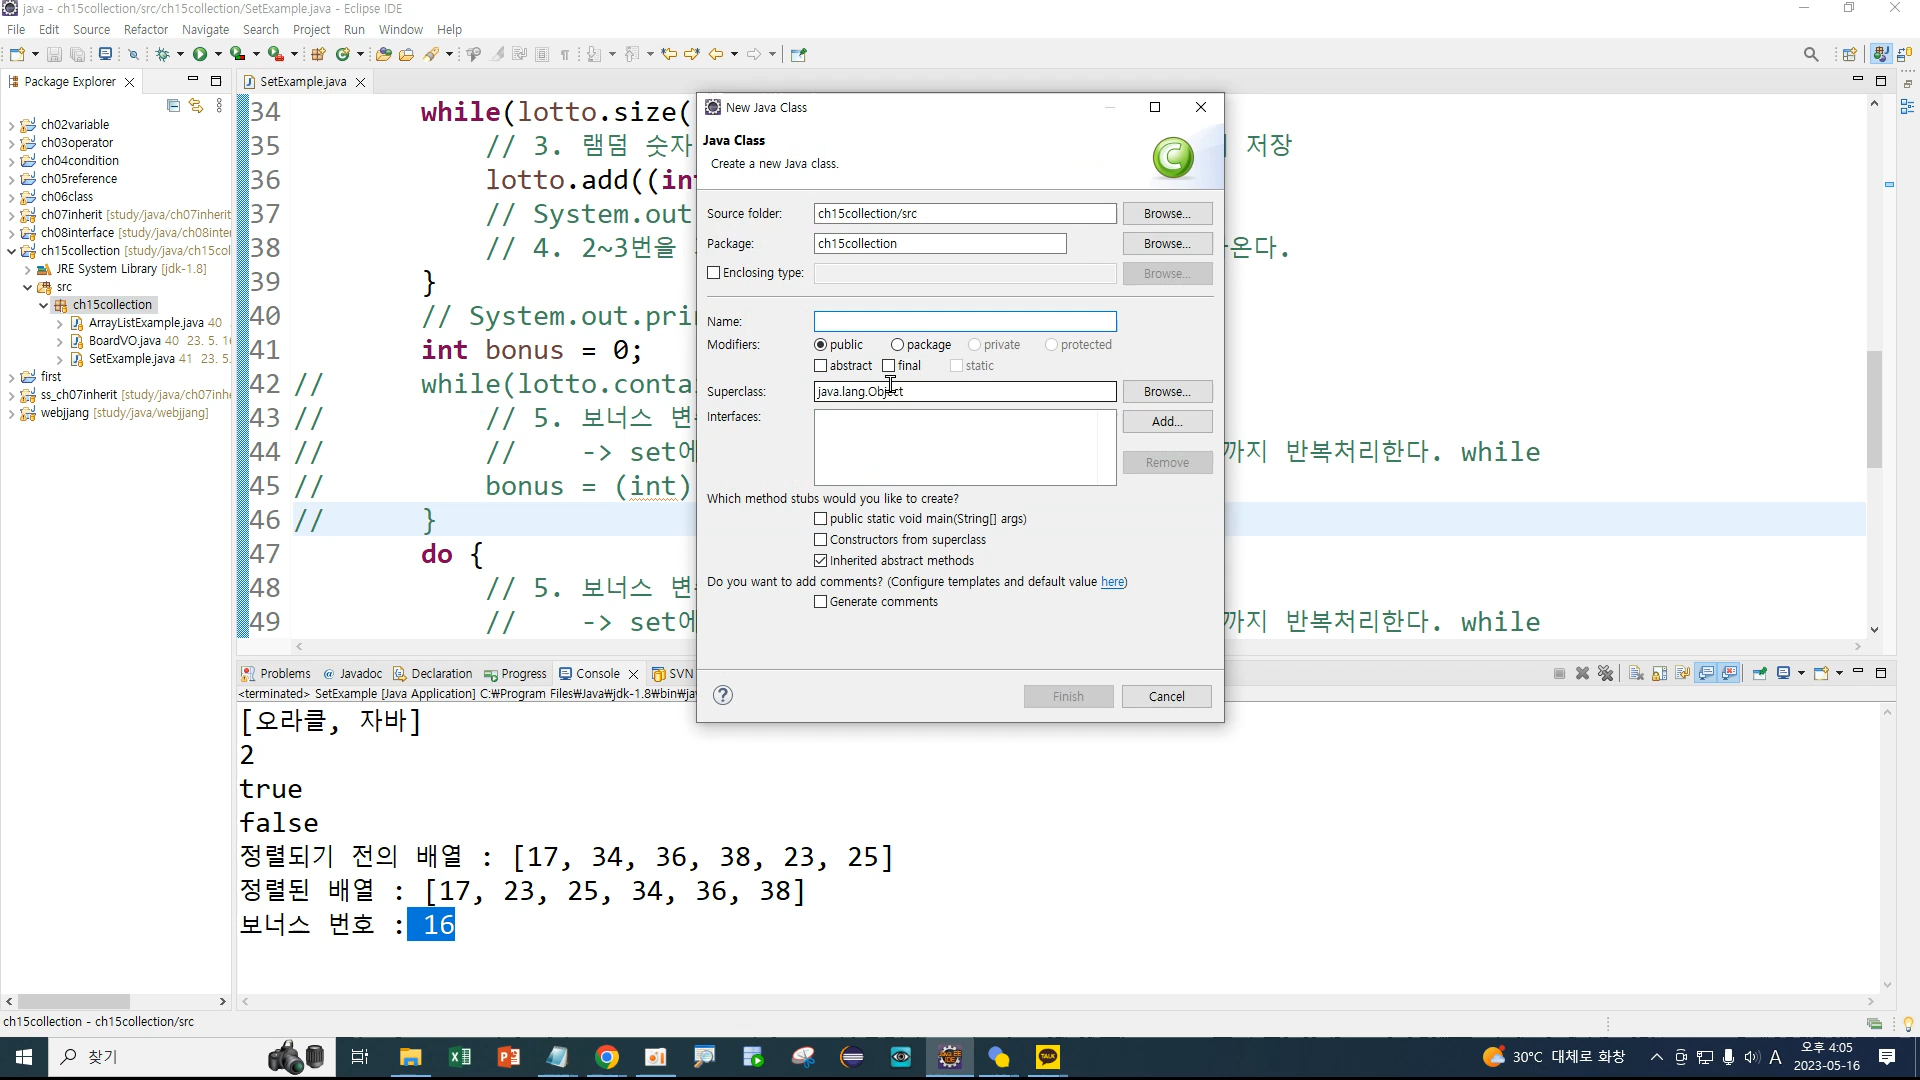 java - ch15collection/src/ch15collection/SetExample.java - Eclipse IDE
File Edit Source Refactor Navigate Search Project Run Window Help
Package Explorer
SetExample.java
ch02variable
ch03operator
ch04condition
ch05reference
ch06class
ch07inherit [study/java/ch07inherit
ch08interface [study/java/ch08inter
ch15collection [study/java/ch15col
JRE System Library [jdk-1.8]
src
ch15collection
ArrayListExample.java 40
BoardVO.java 40 23. 5. 1
SetExample.java 41 23. 5.
first
ss_ch07inherit [study/java/ch07inhe
webjjang [study/java/webjjang]
34 while(lotto.size(
35 // 3. 램덤 숫자 저장
36 lotto.add((in
37 // System.out
38 // 4. 2~3번을 온다.
39 }
40 // System.out.pri
41 int bonus = 0;
42 // while(lotto.conta
43 // // 5. 보너스 변
44 // // -> set에 까지 반복처리한다. while
45 // bonus = (int)
46 // }
47 do {
48 // 5. 보너스 변
49 // -> set에 까지 반복처리한다. while
New Java Class
Java Class
Create a new Java class.
Source folder: ch15collection/src Browse...
Package: ch15collection Browse...
Enclosing type: Browse...
Name:
Modifiers: public package private protected
abstract final static
Superclass: java.lang.Object Browse...
Interfaces: Add...
Remove
Which method stubs would you like to create?
public static void main(String[] args)
Constructors from superclass
Inherited abstract methods
Do you want to add comments? (Configure templates and default value here)
Generate comments
Finish Cancel
Problems Javadoc Declaration Progress Console SVN
<terminated> SetExample [Java Application] C:₩Program Files₩Java₩jdk-1.8₩bin₩ja
[오라클, 자바]
2
true
false
정렬되기 전의 배열 : [17, 34, 36, 38, 23, 25]
정렬된 배열 : [17, 23, 25, 34, 36, 38]
보너스 번호 : 16
ch15collection - ch15collection/src
찾기
30°C 대체로 화창
A
오후 4:05
2023-05-16